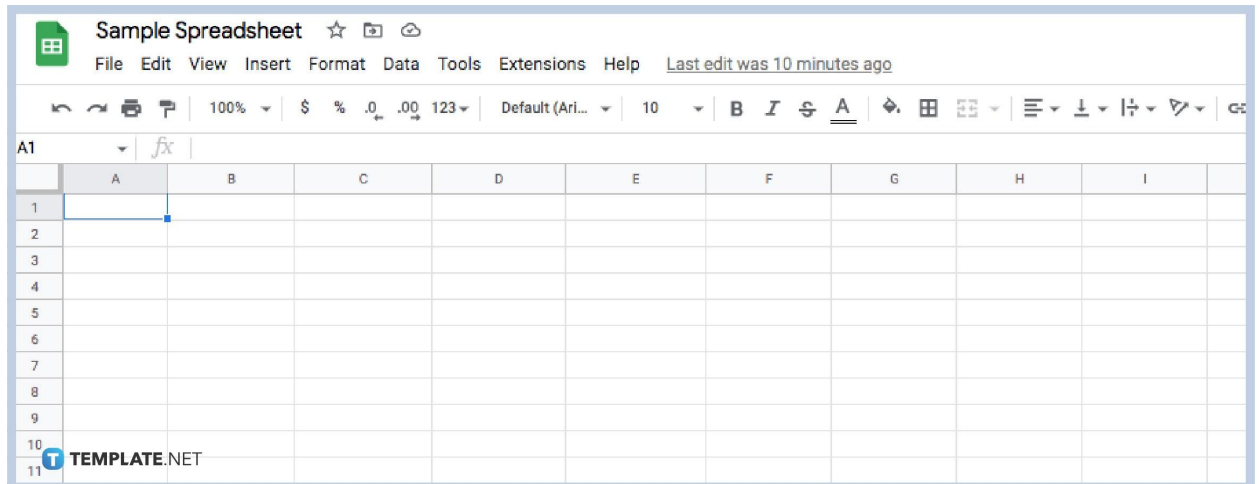 Sample Spreadsheet
File Edit View Insert Format Data Tools Extensions Help Last edit was 10 minutes ago
100% $ % .0 .00 123 Default (Ari... 10 B I S A
A1 fx
A B C D E F G H I
1
2
3
4
5
6
7
8
9
10
T TEMPLATE.NET
11